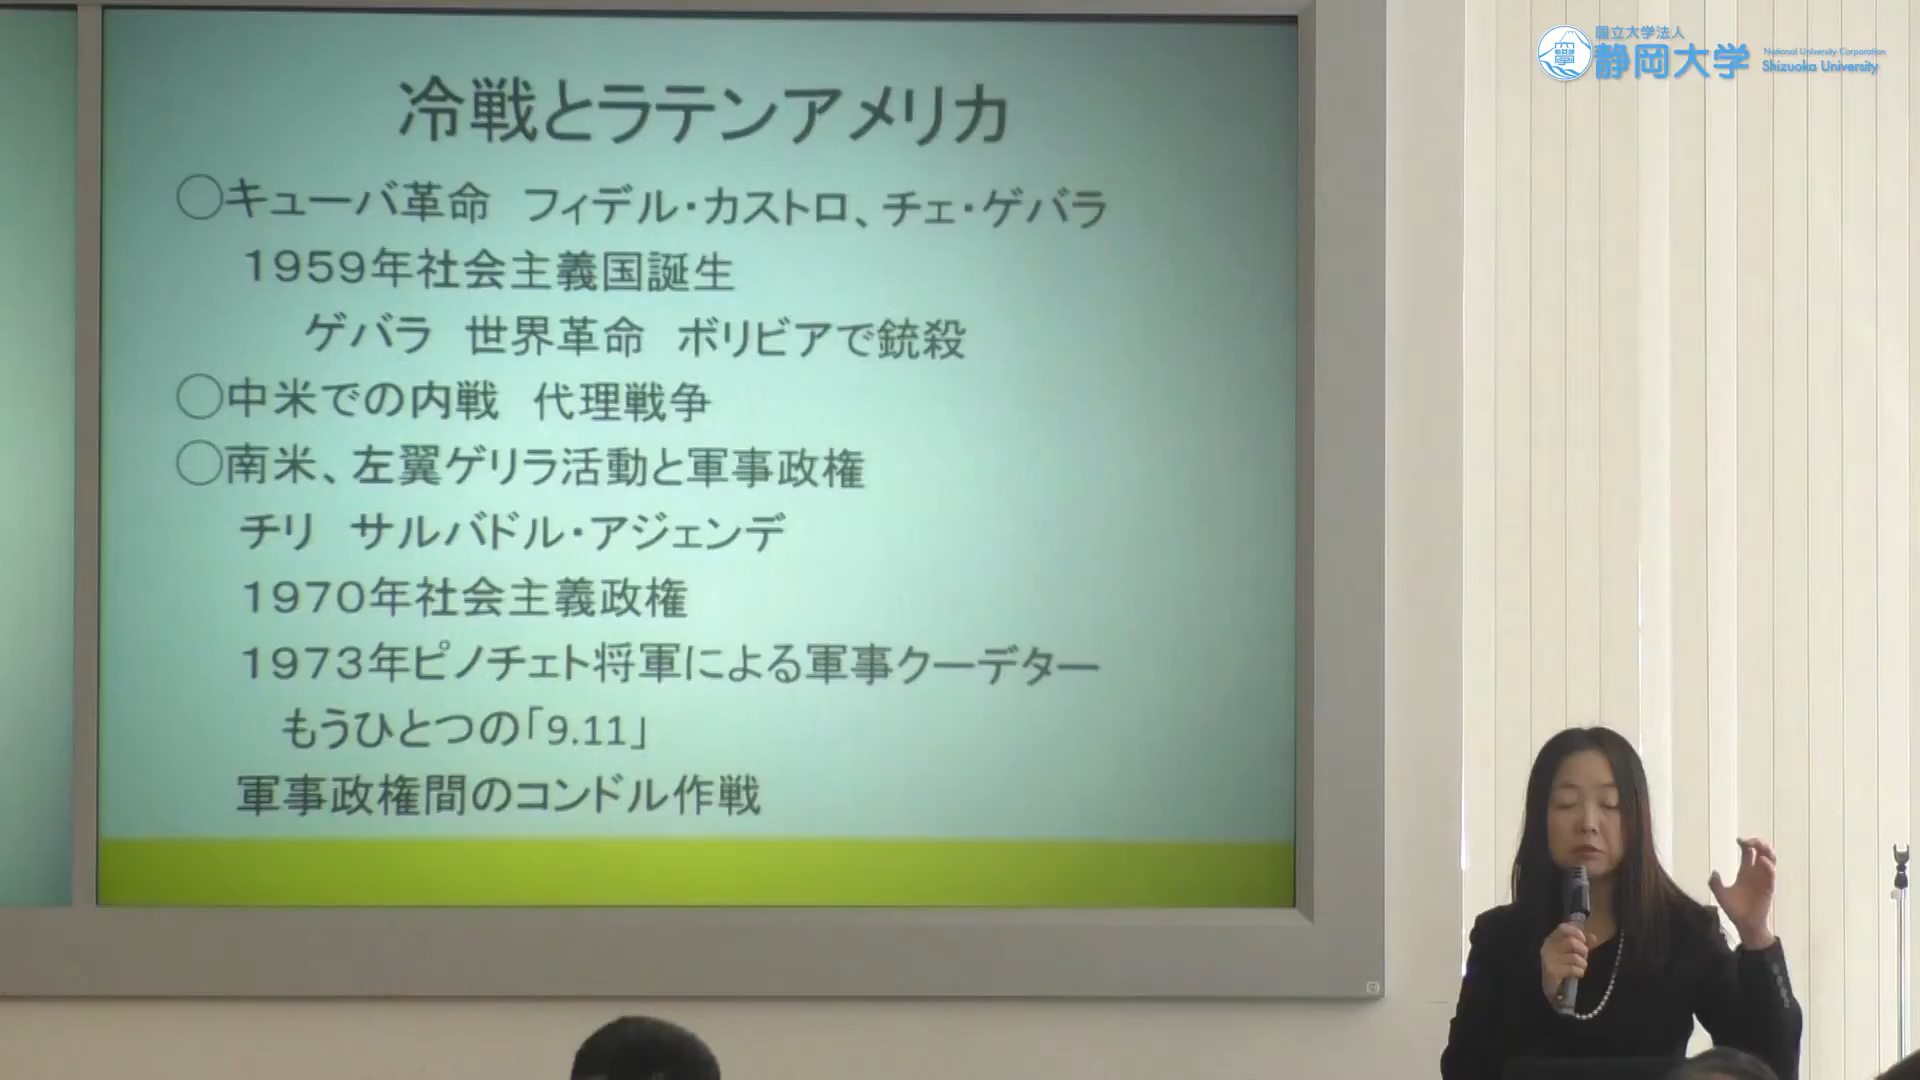 冷戦とラテンアメリカ
○キューバ革命　フィデル・カストロ、チェ・ゲバラ
１９５９年社会主義国誕生
ゲバラ　世界革命　ボリビアで銃殺
○中米での内戦　代理戦争
○南米、左翼ゲリラ活動と軍事政権
チリ　サルバドル・アジェンデ
１９７０年社会主義政権
１９７３年ピノチェト将軍による軍事クーデター
もうひとつの「9.11」
軍事政権間のコンドル作戦
国立大学法人
静岡大学
National University Corporation
Shizuoka University